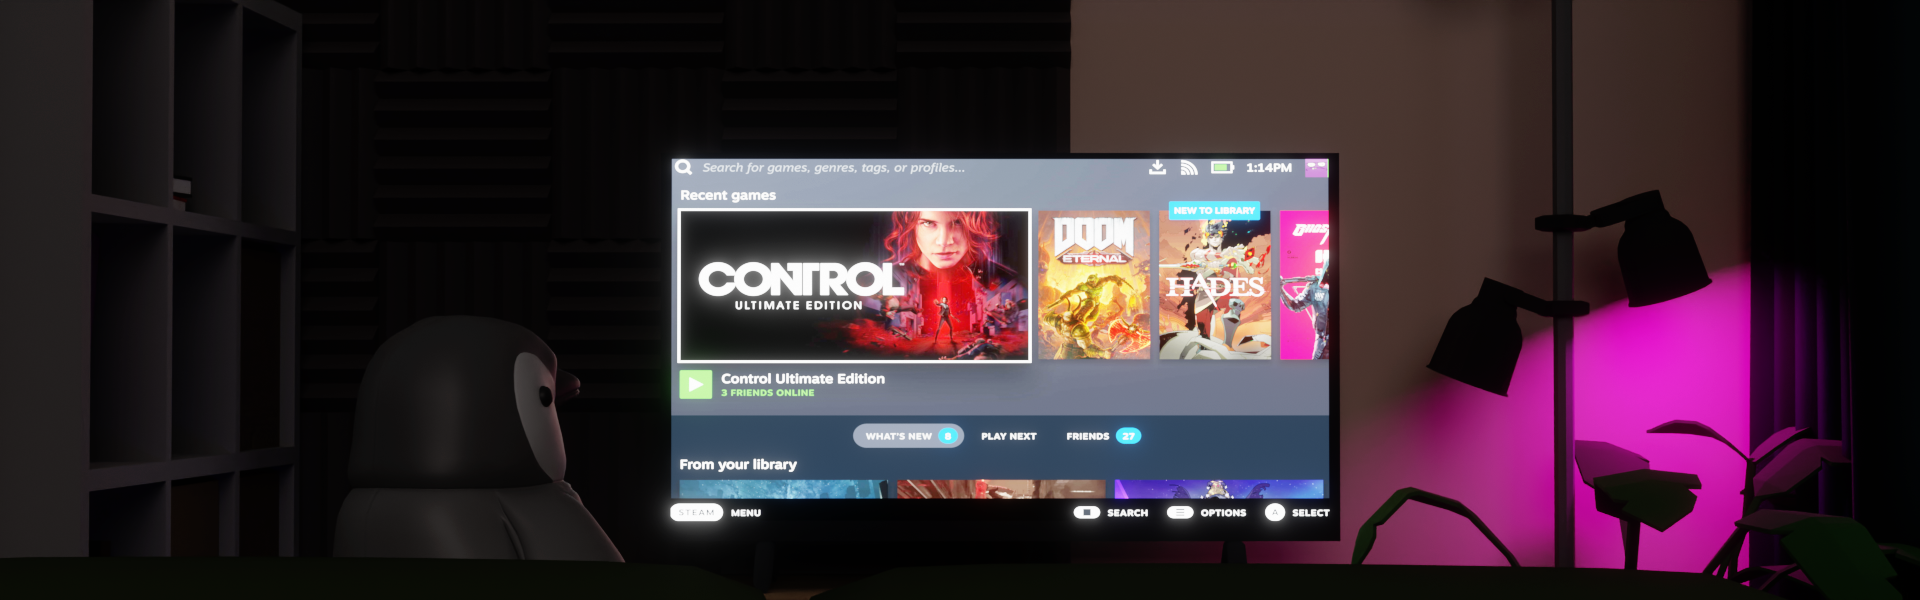 Search for games, genres, tags, or profiles...
1:14PM
Recent games
NEW TO LIBRARY
CONTROL
ULTIMATE EDITION
DOOM
ETERNAL
HADES
Control Ultimate Edition
3 FRIENDS ONLINE
WHAT'S NEW 8 PLAY NEXT FRIENDS 27
From your library
STEAM MENU
SEARCH OPTIONS A SELECT